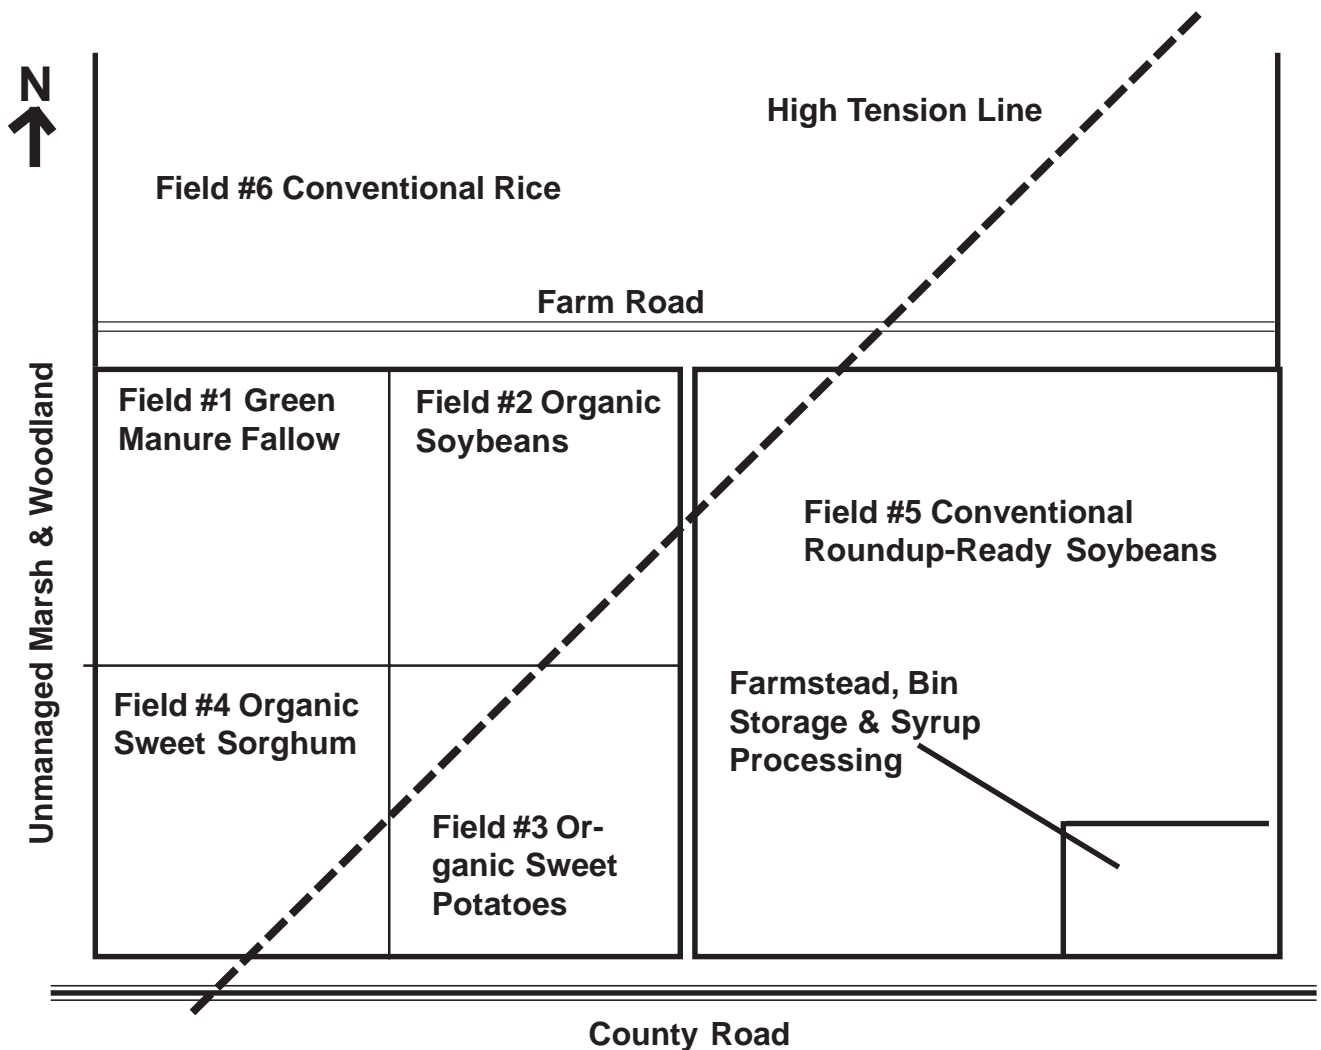 N
High Tension Line
Field #6 Conventional Rice
Farm Road
Unmanaged Marsh & Woodland
Field #1 Green
Manure Fallow
Field #2 Organic
Soybeans
Field #5 Conventional
Roundup-Ready Soybeans
Field #4 Organic
Sweet Sorghum
Farmstead, Bin
Storage & Syrup
Processing
Field #3 Or-
ganic Sweet
Potatoes
County Road